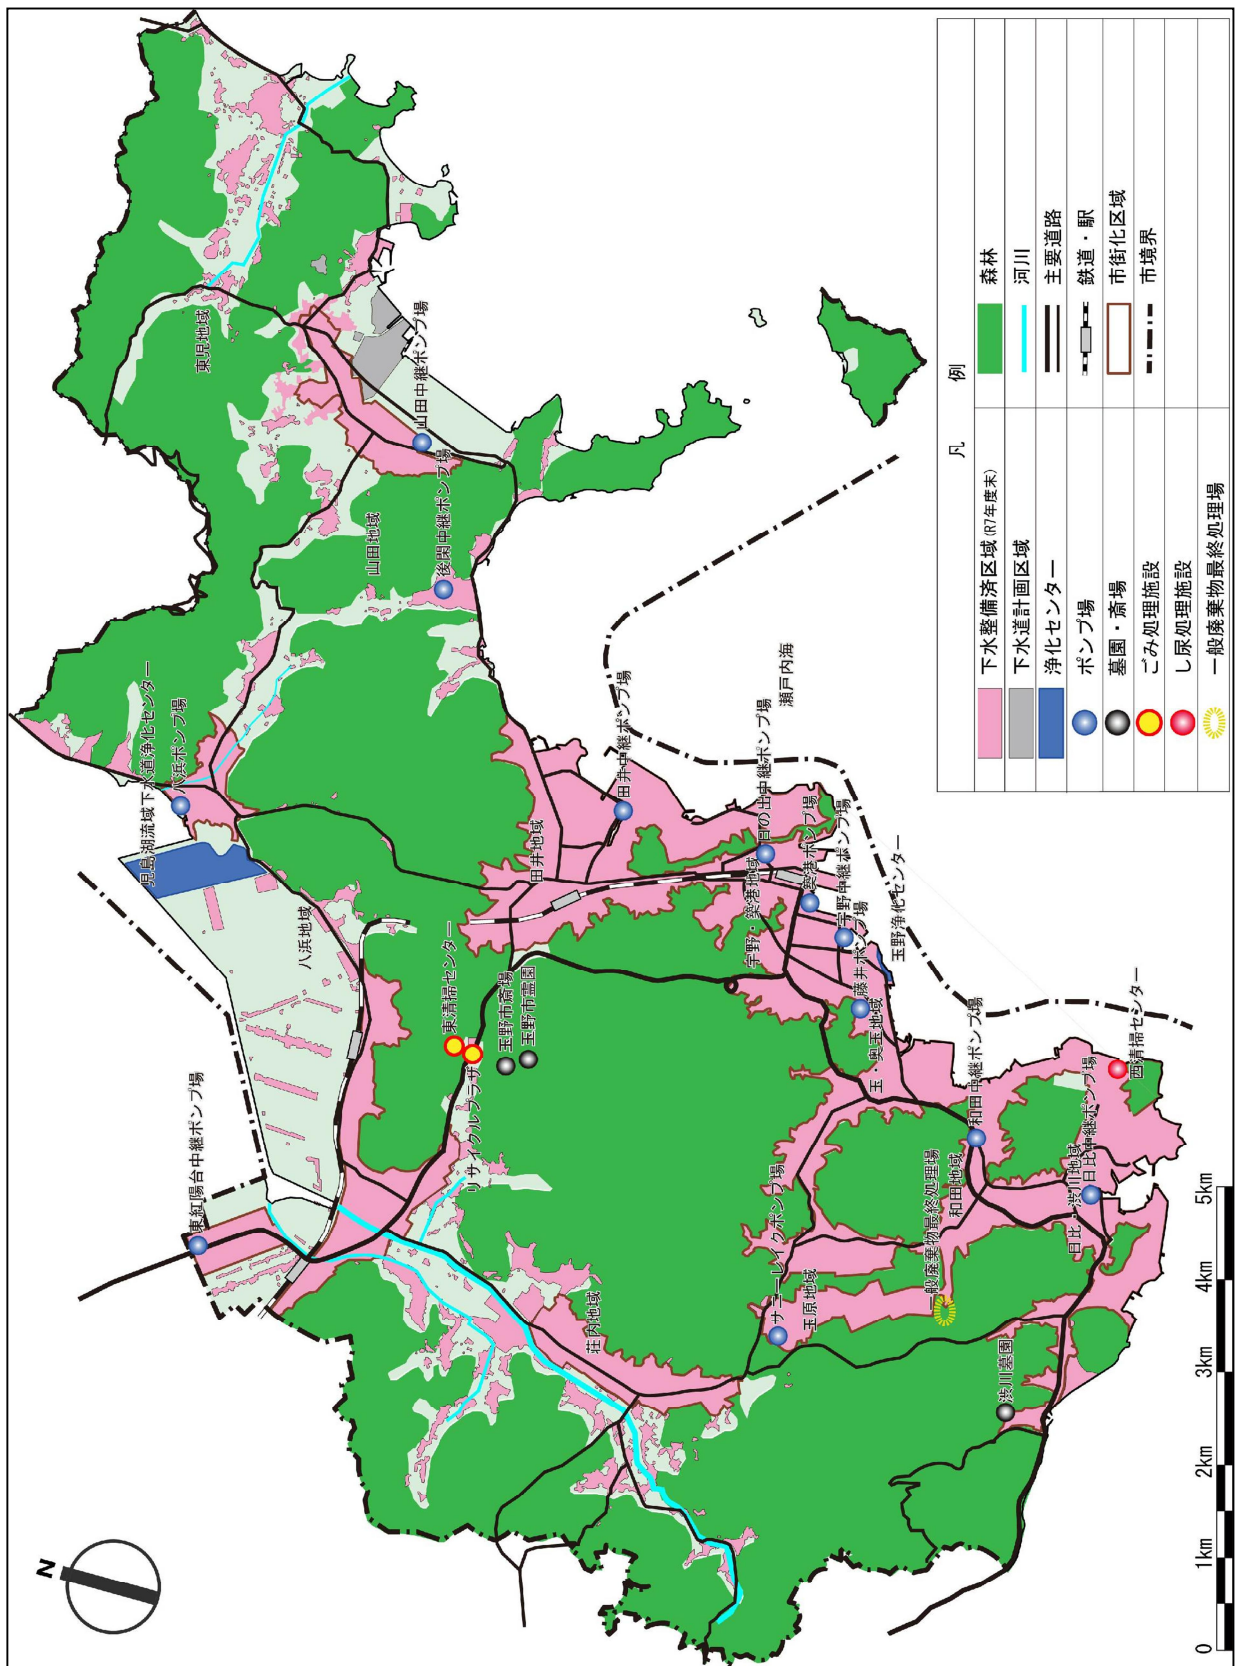 N
東児地域
山田中継ポンプ場
後閑中継ポンプ場
山田地域
児島湖流域下水道浄化センター
八浜ポンプ場
田井中継ポンプ場
瀬戸内海
日の出中継ポンプ場
田井地域
八浜地域
宇野・築港地域
築港ポンプ場
宇野中継ポンプ場
玉野浄化センター
藤井ポンプ場
東清掃センター
リサイクルプラザ
玉野市斎場
玉野市霊園
玉・奥玉地域
東紅陽台中継ポンプ場
和田中継ポンプ場
西清掃センター
日比中継ポンプ場
日比・渋川地域
和田地域
一般廃棄物最終処理場
サニーレイクポンプ場
玉原地域
荘内地域
渋川墓園
凡 例
下水整備済区域(R7年度末)
下水道計画区域
浄化センター
ポンプ場
墓園・斎場
ごみ処理施設
し尿処理施設
一般廃棄物最終処理場
森林
河川
主要道路
鉄道・駅
市街化区域
市境界
0 1km 2km 3km 4km 5km